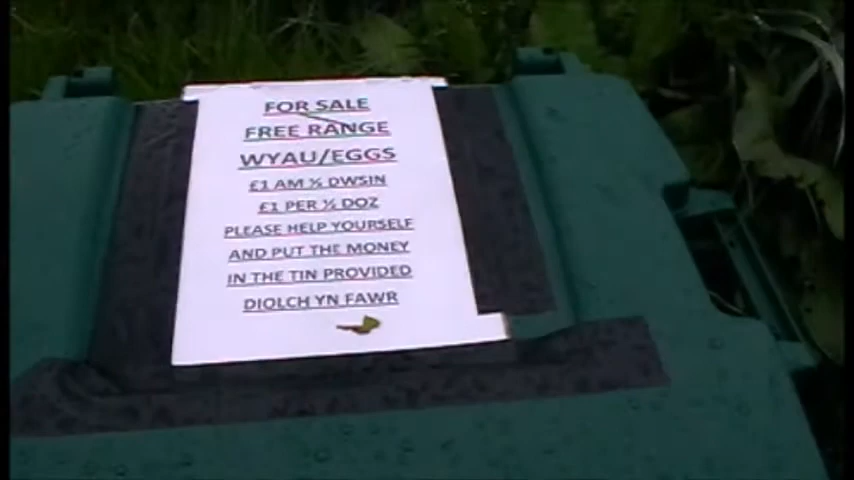 FOR SALE
FREE RANGE
WYAU/EGGS
£1 AM ½ DWSIN
£1 PER ½ DOZ
PLEASE HELP YOURSELF
AND PUT THE MONEY
IN THE TIN PROVIDED
DIOLCH YN FAWR